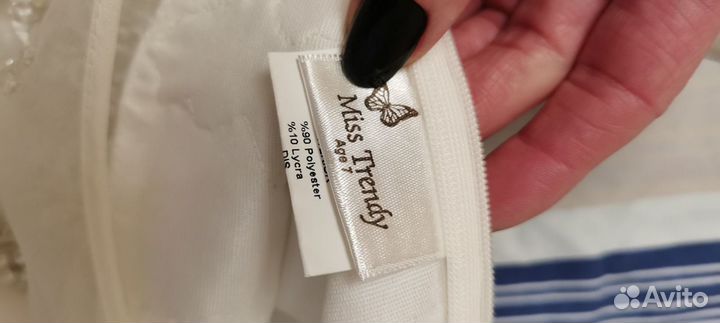 Miss Trendy
Age 7
%90 Polyester
%10 Lycra
Avito